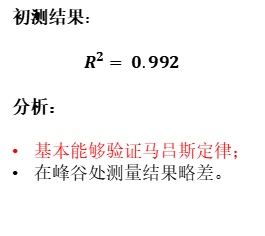 初测结果：
R² = 0.992
分析：
• 基本能够验证马吕斯定律；
• 在峰谷处测量结果略差。